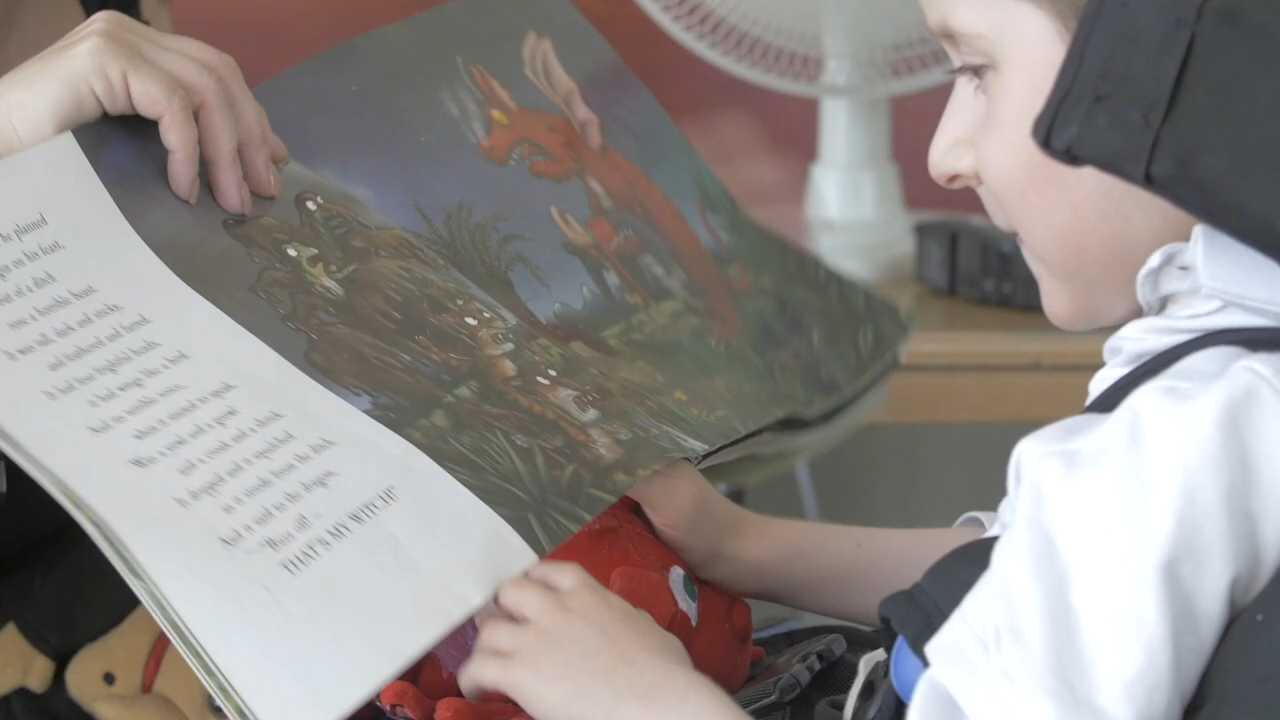 he planned
on his feast,
out of a ditch
rose a horrible beast.
It was tall, dark and sticky,
and feathered and furred.
It had four frightful heads,
it had wings like a bird.
And its terrible voice,
when it started to speak,
Was a yowl and a growl
and a croak and a shriek.
It dripped and it squelched
as it strode from the ditch,
And it said to the dragon,
"Buzz off! –
THAT'S MY WITCH!"